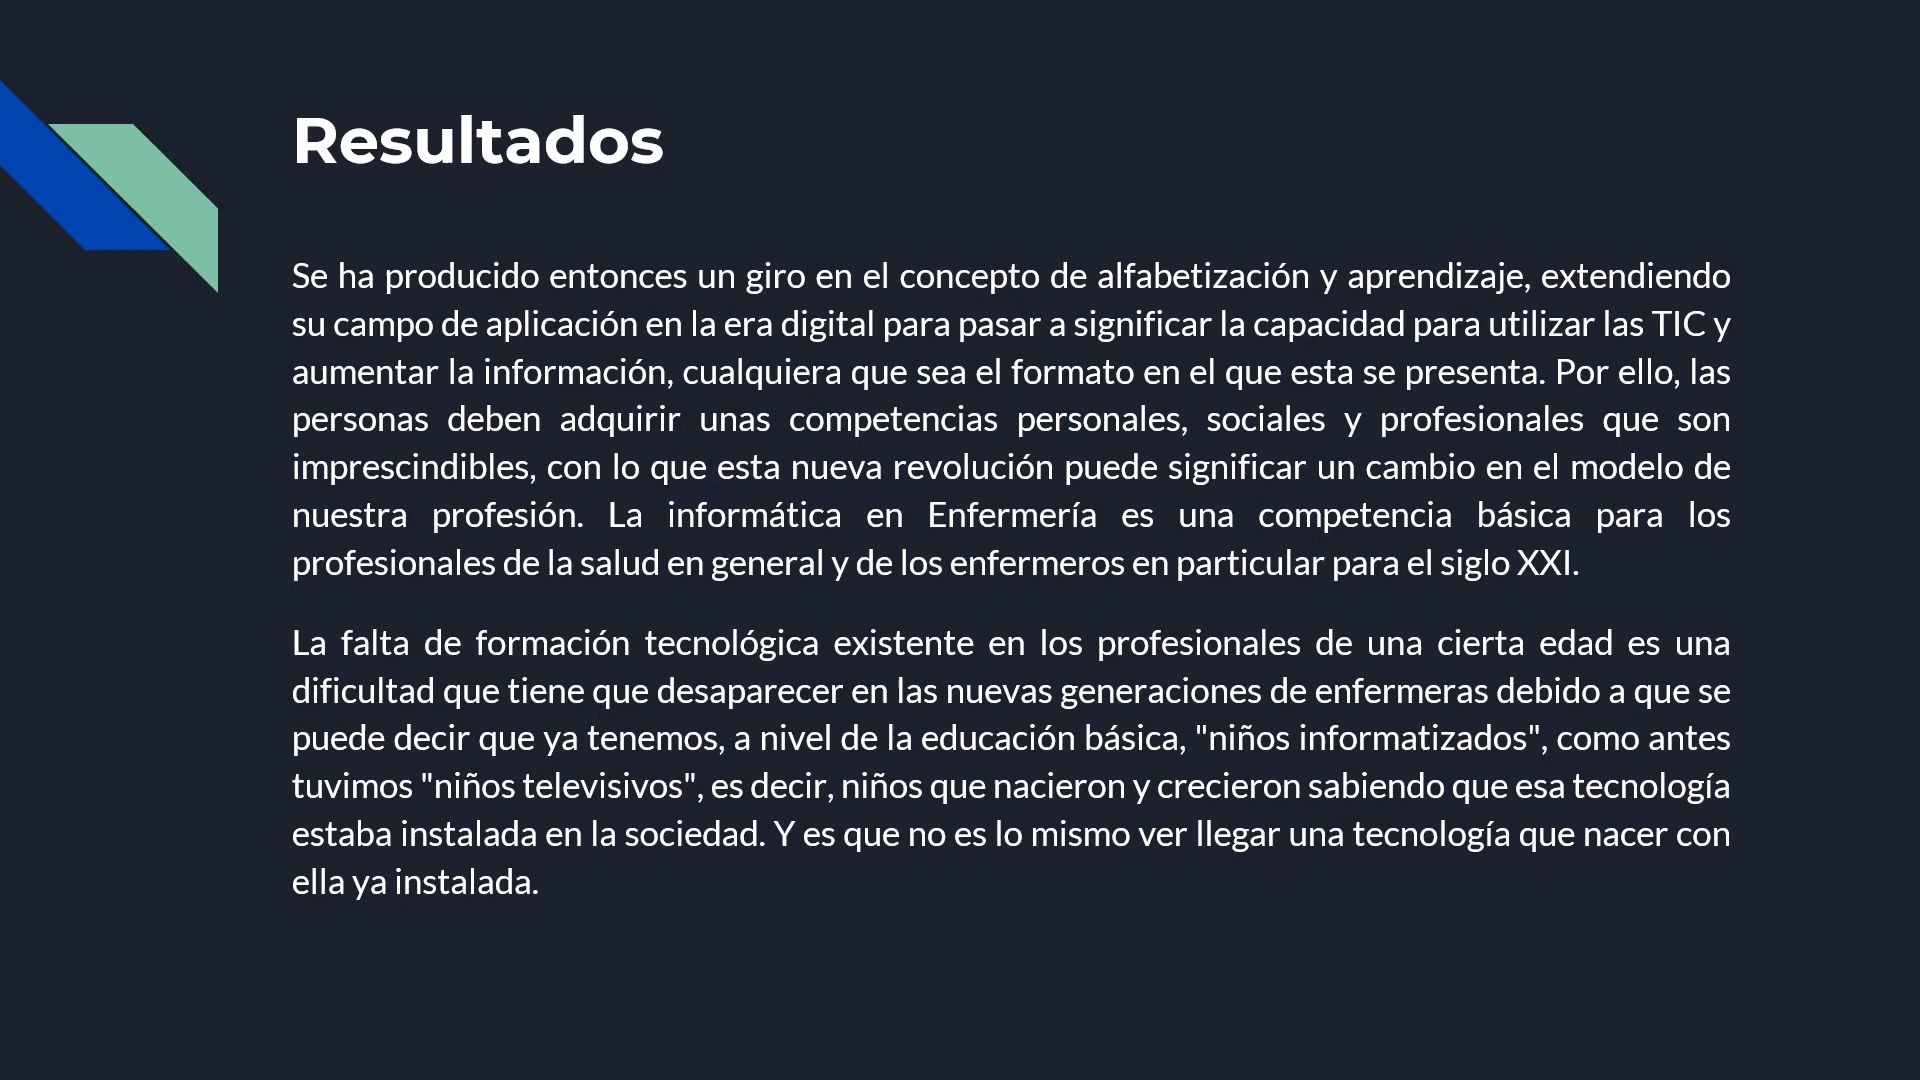 Resultados
Se ha producido entonces un giro en el concepto de alfabetización y aprendizaje, extendiendo
su campo de aplicación en la era digital para pasar a significar la capacidad para utilizar las TIC y
aumentar la información, cualquiera que sea el formato en el que esta se presenta. Por ello, las
personas deben adquirir unas competencias personales, sociales y profesionales que son
imprescindibles, con lo que esta nueva revolución puede significar un cambio en el modelo de
nuestra profesión. La informática en Enfermería es una competencia básica para los
profesionales de la salud en general y de los enfermeros en particular para el siglo XXI.
La falta de formación tecnológica existente en los profesionales de una cierta edad es una
dificultad que tiene que desaparecer en las nuevas generaciones de enfermeras debido a que se
puede decir que ya tenemos, a nivel de la educación básica, "niños informatizados", como antes
tuvimos "niños televisivos", es decir, niños que nacieron y crecieron sabiendo que esa tecnología
estaba instalada en la sociedad. Y es que no es lo mismo ver llegar una tecnología que nacer con
ella ya instalada.